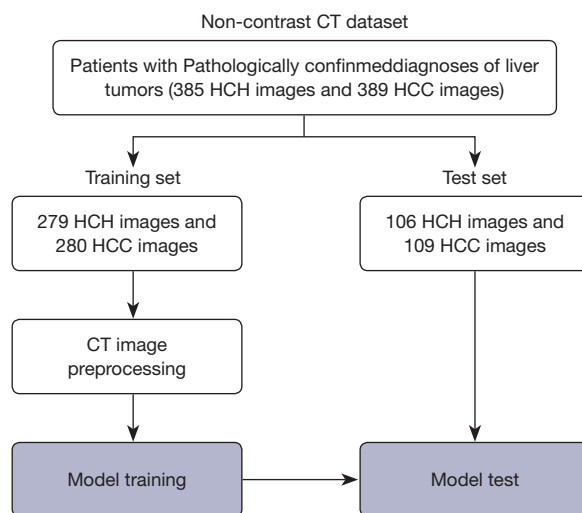 Non-contrast CT dataset
Patients with Pathologically confinmeddiagnoses of liver
tumors (385 HCH images and 389 HCC images)
Training set
Test set
279 HCH images and
280 HCC images
106 HCH images and
109 HCC images
CT image
preprocessing
Model training
Model test